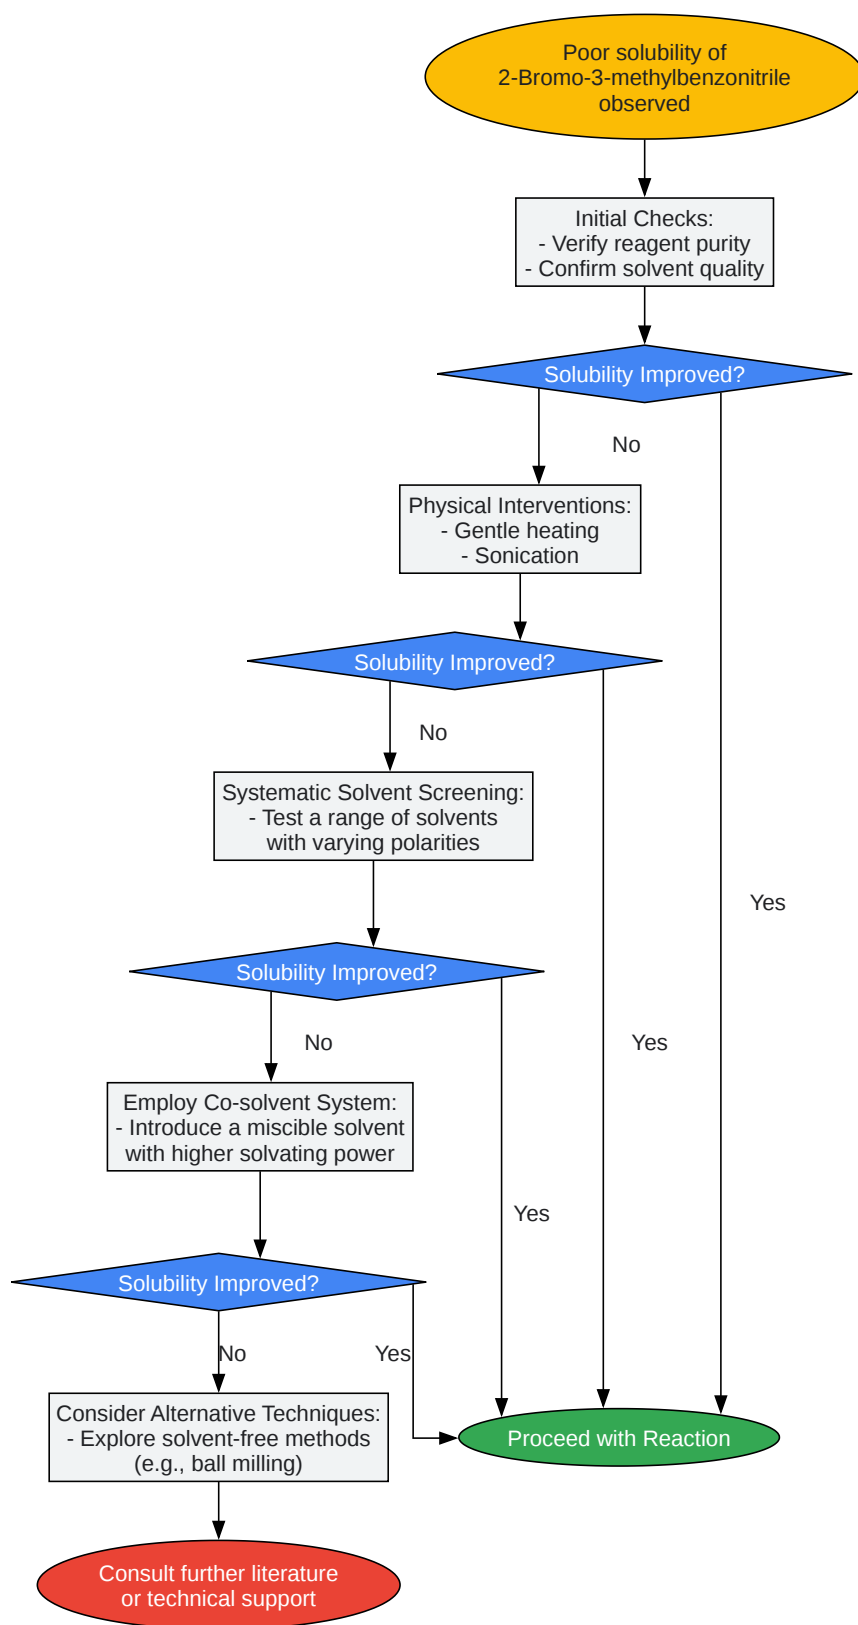 Poor solubility of
2-Bromo-3-methylbenzonitrile
observed
Initial Checks:
- Verify reagent purity
- Confirm solvent quality
Solubility Improved?
No
Physical Interventions:
- Gentle heating
- Sonication
Solubility Improved?
No
Systematic Solvent Screening:
- Test a range of solvents
with varying polarities
Yes
Solubility Improved?
No
Yes
Employ Co-solvent System:
- Introduce a miscible solvent
with higher solvating power
Yes
Solubility Improved?
No
Yes
Consider Alternative Techniques:
- Explore solvent-free methods
(e.g., ball milling)
Proceed with Reaction
Consult further literature
or technical support